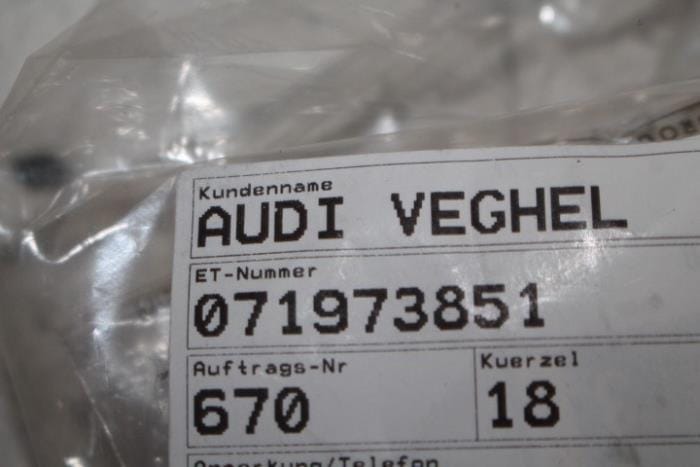 Kundenname
AUDI VEGHEL
ET-Nummer
071973851
Auftrags-Nr
Kuerzel
670
18